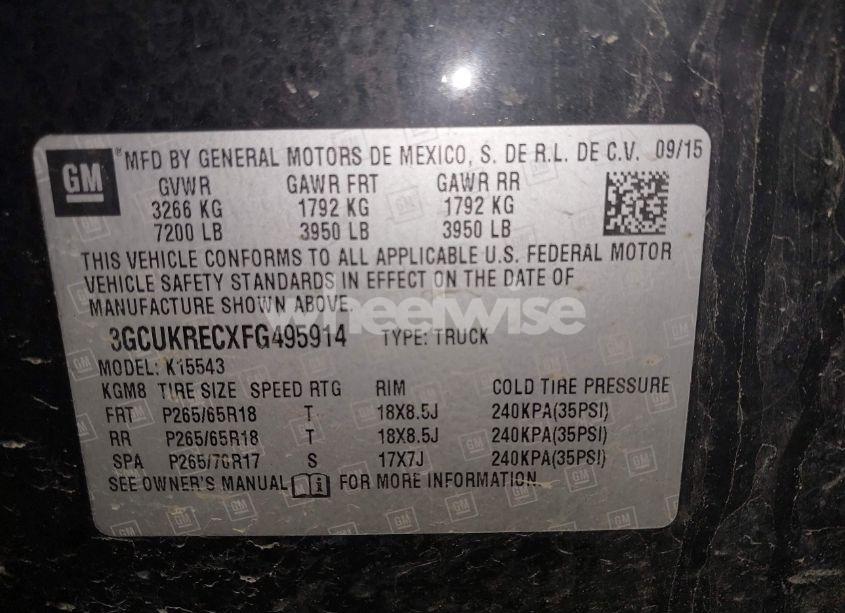 GM ® MFD BY GENERAL MOTORS DE MEXICO, S. DE R.L. DE C.V. 09/15
GVWR GAWR FRT GAWR RR
3266 KG 1792 KG 1792 KG
7200 LB 3950 LB 3950 LB
THIS VEHICLE CONFORMS TO ALL APPLICABLE U.S. FEDERAL MOTOR
VEHICLE SAFETY STANDARDS IN EFFECT ON THE DATE OF
MANUFACTURE SHOWN ABOVE.
wheelwise
3GCUKRECXFG495914 TYPE: TRUCK
MODEL: K15543
KGM8 TIRE SIZE SPEED RTG RIM COLD TIRE PRESSURE
FRT P265/65R18 T 18X8.5J 240KPA(35PSI)
RR P265/65R18 T 18X8.5J 240KPA(35PSI)
SPA P265/70R17 S 17X7J 240KPA(35PSI)
SEE OWNER'S MANUAL FOR MORE INFORMATION.